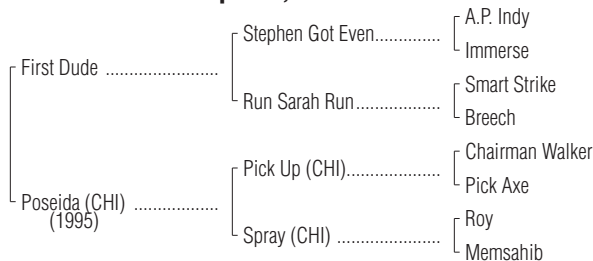 A.P. Indy
Stephen Got Even...............
Immerse
First Dude ........................
Smart Strike
Run Sarah Run..................
Breech
Chairman Walker
Pick Up (CHI)....................
Pick Axe
Poseida (CHI) ..................
(1995)
Roy
Spray (CHI) ......................
Memsahib